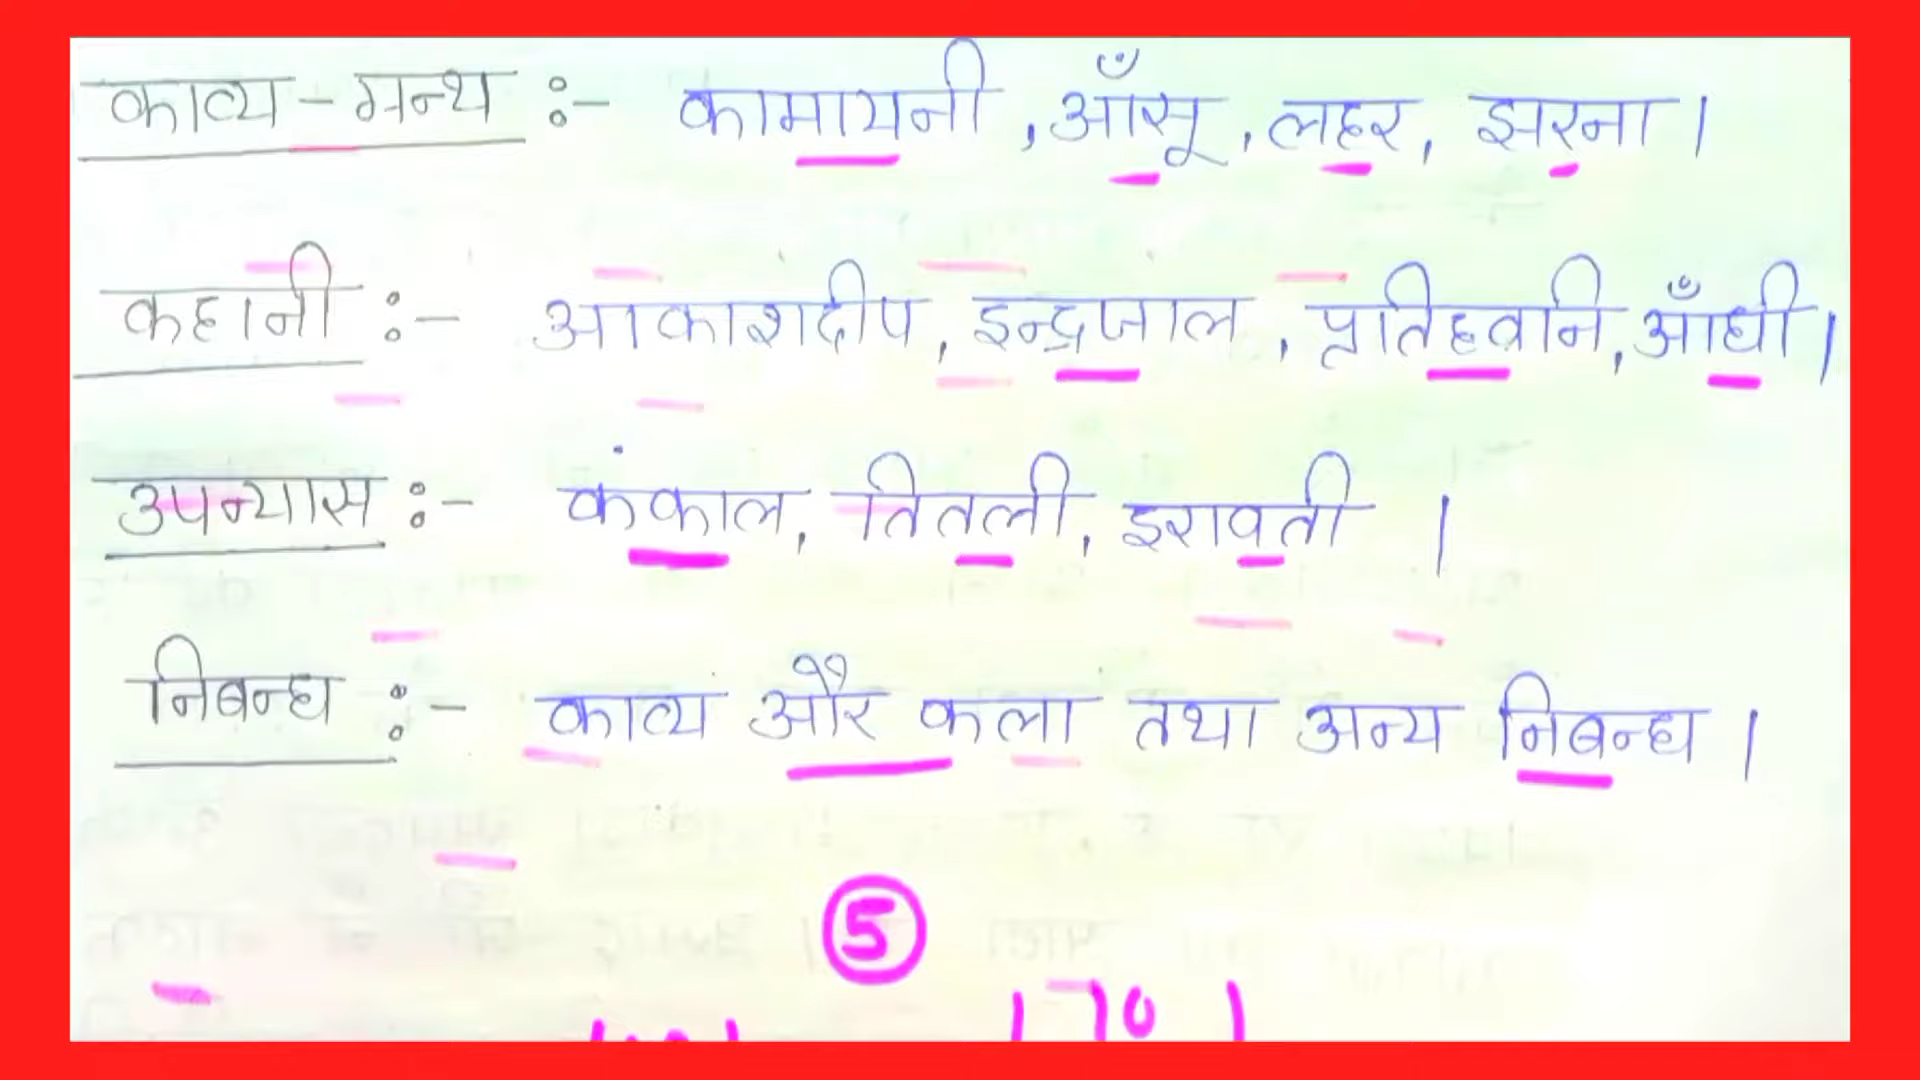 काव्य-ग्रन्थ :- कामायनी, आँसू, लहर, झरना।
कहानी :- आकाशदीप, इन्द्रजाल, प्रतिध्वनि, आँधी।
उपन्यास :- कंकाल, तितली, इरावती ।
निबन्ध :- काव्य और कला तथा अन्य निबन्ध ।
5